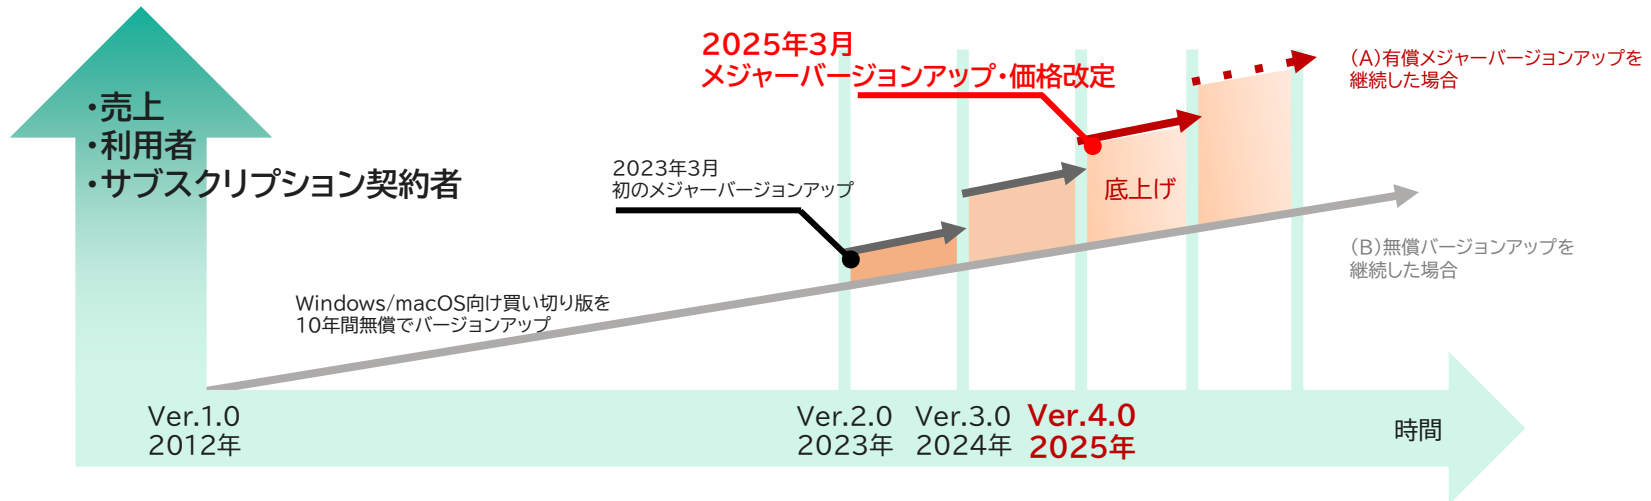 2025年3月
メジャーバージョンアップ・価格改定
(A)有償メジャーバージョンアップを
継続した場合
・売上
・利用者
・サブスクリプション契約者
2023年3月
初のメジャーバージョンアップ
底上げ
(B)無償バージョンアップを
継続した場合
Windows/macOS向け買い切り版を
10年間無償でバージョンアップ
Ver.1.0
2012年
Ver.2.0
2023年
Ver.3.0
2024年
Ver.4.0
2025年
時間